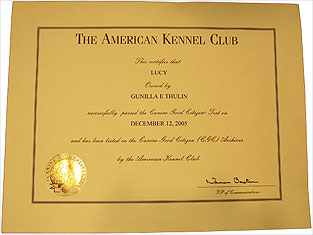 THE AMERICAN KENNEL CLUB
This certifies that
LUCY
Owned by
GUNILLA E THULIN
successfully passed the Canine Good Citizen Test on
DECEMBER 12, 2005
and has been listed in the Canine Good Citizen (CGC) Archives
by the American Kennel Club
VP of Communications